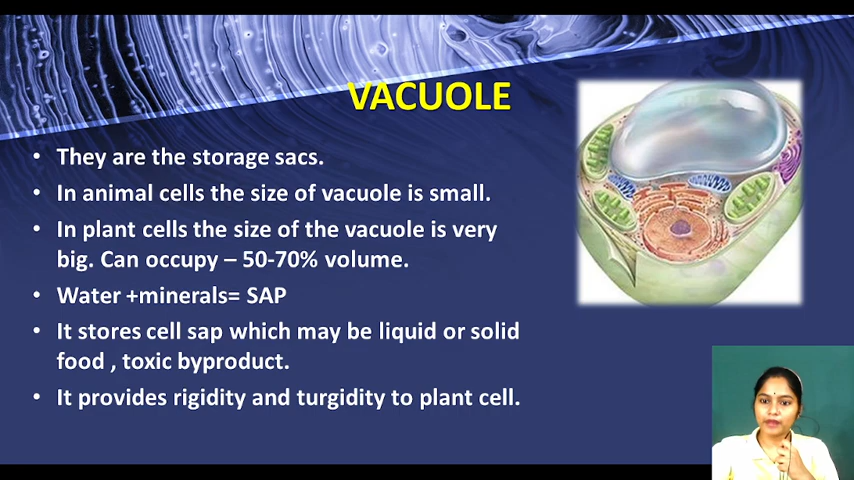 VACUOLE
• They are the storage sacs.
• In animal cells the size of vacuole is small.
• In plant cells the size of the vacuole is very
big. Can occupy – 50-70% volume.
• Water +minerals= SAP
• It stores cell sap which may be liquid or solid
food , toxic byproduct.
• It provides rigidity and turgidity to plant cell.